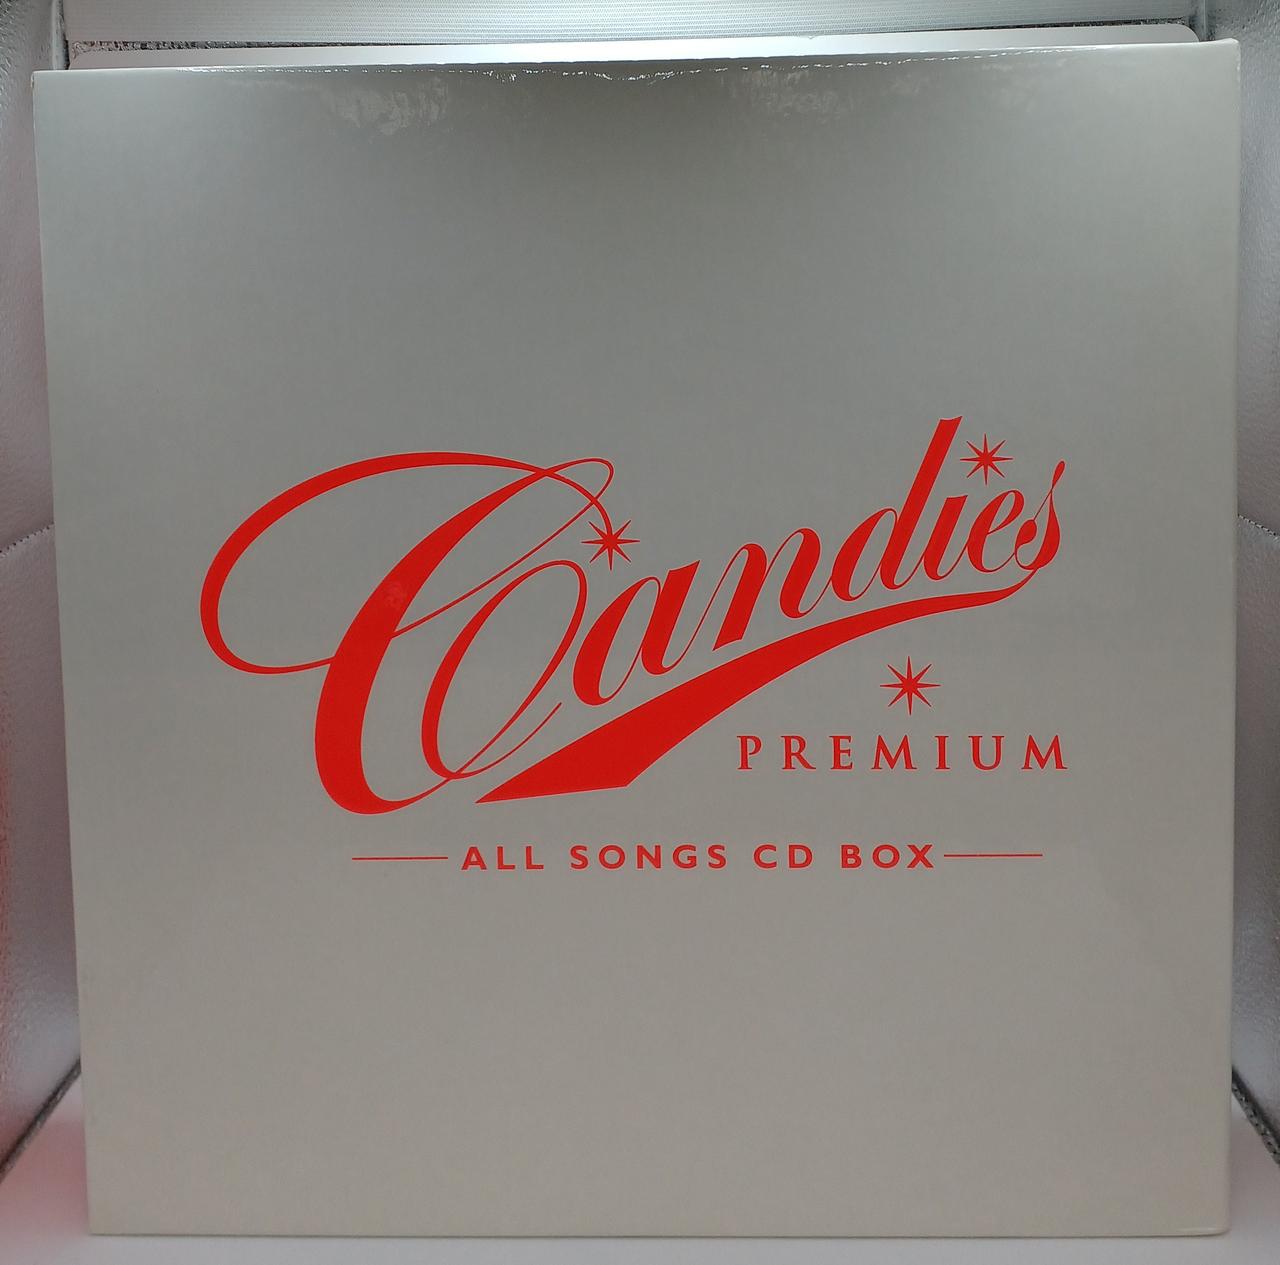 Candies
PREMIUM
ALL SONGS CD BOX